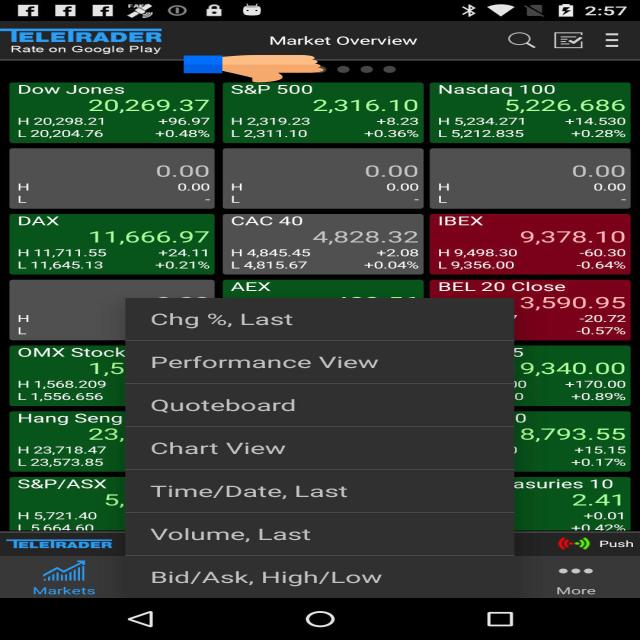 2:57
TELETRADER
Rate on Google Play
Market Overview
Dow Jones
20,269.37
H 20,298.21 +96.97
L 20,204.76 +0.48%
S&P 500
2,316.10
H 2,319.23 +8.23
L 2,311.10 +0.36%
Nasdaq 100
5,226.686
H 5,234.271 +14.530
L 5,212.835 +0.28%
0.00
H 0.00
L -
0.00
H 0.00
L -
0.00
H 0.00
L -
DAX
11,666.97
H 11,711.55 +24.11
L 11,645.13 +0.21%
CAC 40
4,828.32
H 4,845.45 +2.08
L 4,815.67 +0.04%
IBEX
9,378.10
H 9,498.30 -60.30
L 9,356.00 -0.64%
H
L
AEX
BEL 20 Close
3,590.95
-20.72
-0.57%
OMX Stock
1,5
H 1,568.209
L 1,556.656
5
9,340.00
00 +170.00
+0.89%
Hang Seng
23,
H 23,718.47
L 23,573.85
0
8,793.55
+15.15
+0.17%
S&P/ASX
5,
H 5,721.40
L 5,664.60
asuries 10
2.41
+0.01
+0.42%
Chg %, Last
Performance View
Quoteboard
Chart View
Time/Date, Last
Volume, Last
Bid/Ask, High/Low
TELETRADER
Push
Markets
More